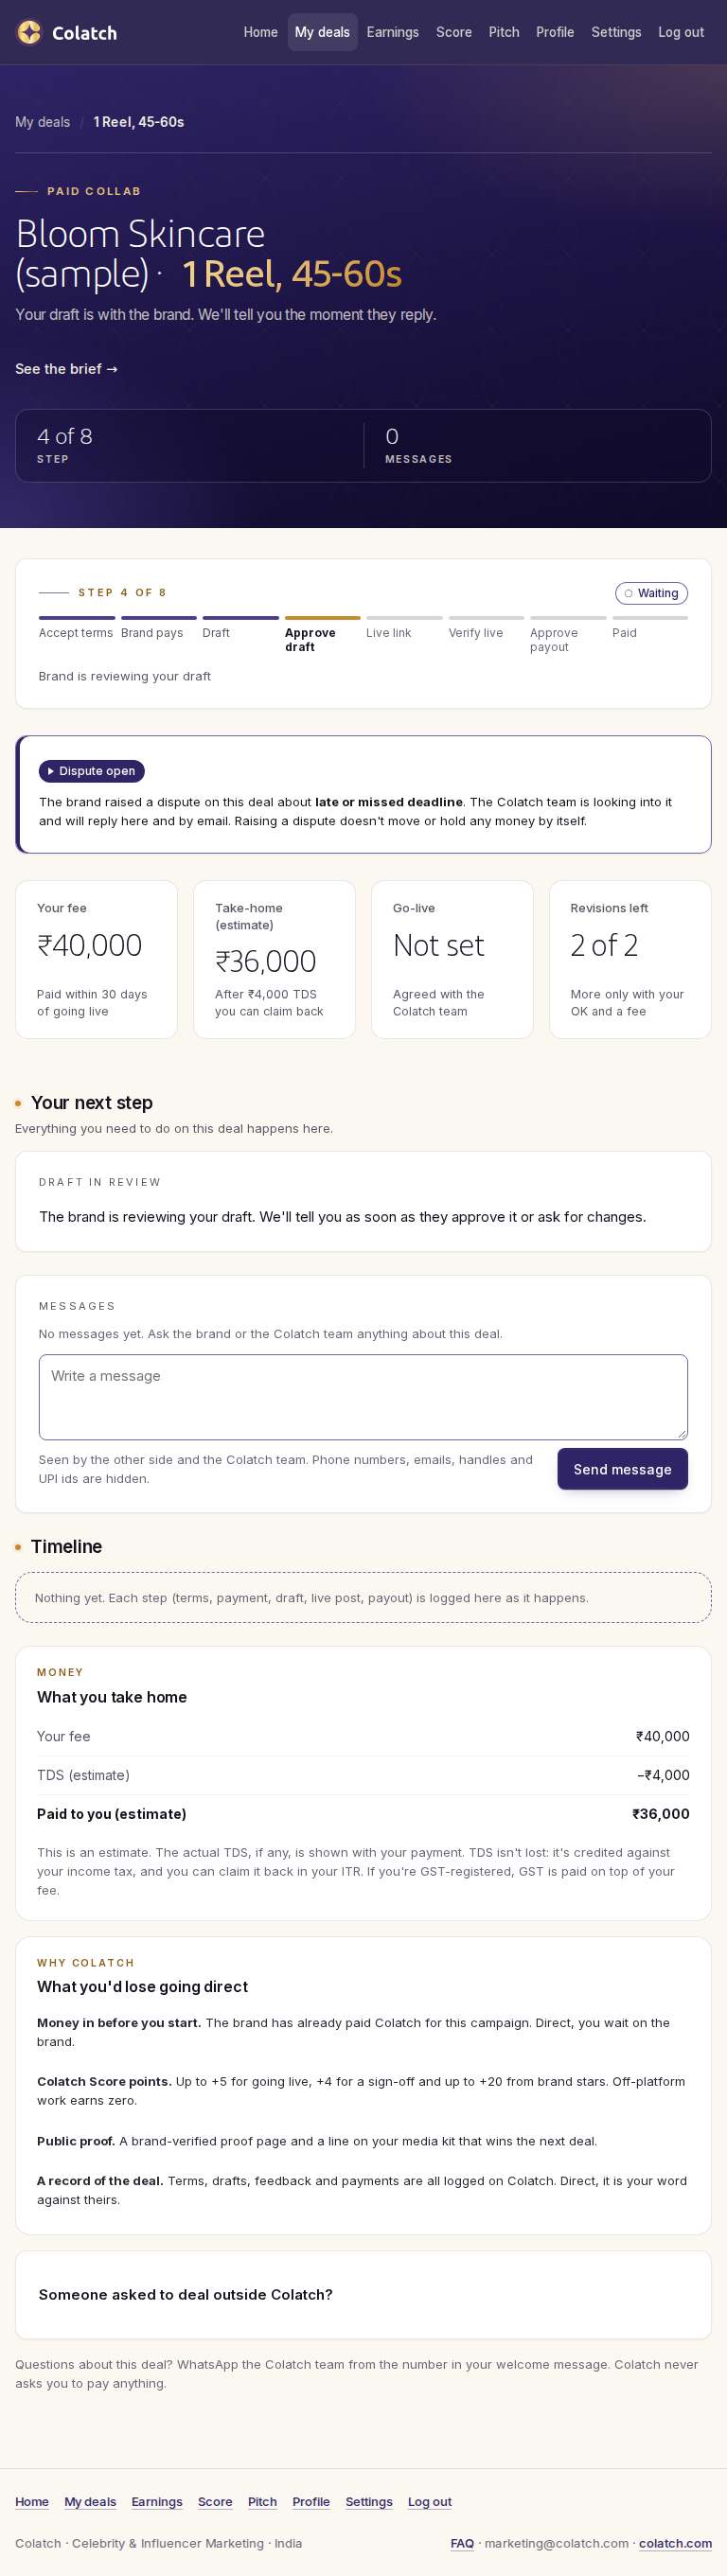 Colatch
Home My deals Earnings Score Pitch Profile Settings Log out
My deals / 1 Reel, 45-60s
PAID COLLAB
Bloom Skincare
(sample) · 1 Reel, 45-60s
Your draft is with the brand. We'll tell you the moment they reply.
See the brief →
4 of 8
STEP
0
MESSAGES
STEP 4 OF 8
Waiting
Accept terms Brand pays Draft Approve draft Live link Verify live Approve payout Paid
Brand is reviewing your draft
Dispute open
The brand raised a dispute on this deal about late or missed deadline. The Colatch team is looking into it
and will reply here and by email. Raising a dispute doesn't move or hold any money by itself.
Your fee
₹40,000
Paid within 30 days
of going live
Take-home
(estimate)
₹36,000
After ₹4,000 TDS
you can claim back
Go-live
Not set
Agreed with the
Colatch team
Revisions left
2 of 2
More only with your
OK and a fee
Your next step
Everything you need to do on this deal happens here.
DRAFT IN REVIEW
The brand is reviewing your draft. We'll tell you as soon as they approve it or ask for changes.
MESSAGES
No messages yet. Ask the brand or the Colatch team anything about this deal.
Write a message
Seen by the other side and the Colatch team. Phone numbers, emails, handles and
UPI ids are hidden.
Send message
Timeline
Nothing yet. Each step (terms, payment, draft, live post, payout) is logged here as it happens.
MONEY
What you take home
Your fee ₹40,000
TDS (estimate) −₹4,000
Paid to you (estimate) ₹36,000
This is an estimate. The actual TDS, if any, is shown with your payment. TDS isn't lost: it's credited against
your income tax, and you can claim it back in your ITR. If you're GST-registered, GST is paid on top of your
fee.
WHY COLATCH
What you'd lose going direct
Money in before you start. The brand has already paid Colatch for this campaign. Direct, you wait on the
brand.
Colatch Score points. Up to +5 for going live, +4 for a sign-off and up to +20 from brand stars. Off-platform
work earns zero.
Public proof. A brand-verified proof page and a line on your media kit that wins the next deal.
A record of the deal. Terms, drafts, feedback and payments are all logged on Colatch. Direct, it is your word
against theirs.
Someone asked to deal outside Colatch?
Questions about this deal? WhatsApp the Colatch team from the number in your welcome message. Colatch never
asks you to pay anything.
Home My deals Earnings Score Pitch Profile Settings Log out
Colatch · Celebrity & Influencer Marketing · India
FAQ · marketing@colatch.com · colatch.com